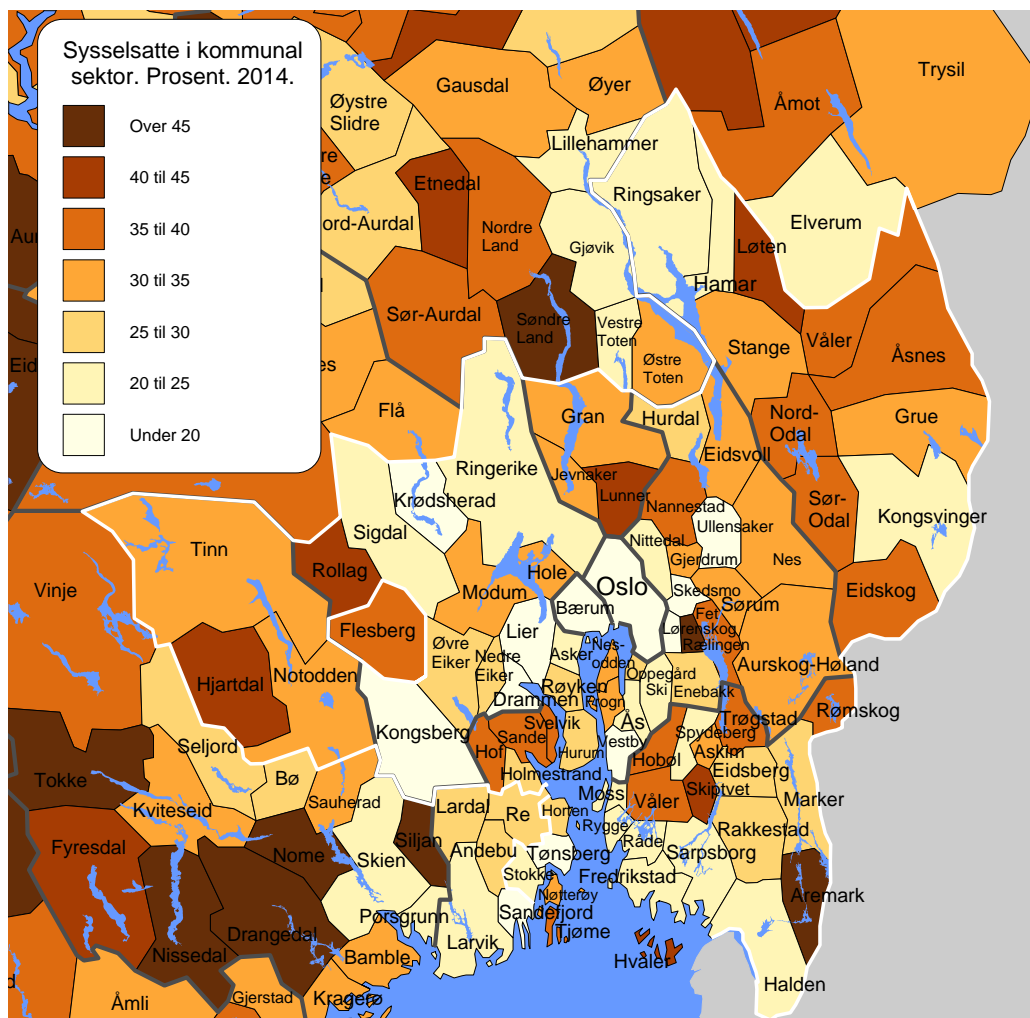 Sysselsatte i kommunal
sektor. Prosent. 2014.
Over 45
40 til 45
35 til 40
30 til 35
25 til 30
20 til 25
Under 20
Trysil
Gausdal
Øyer
Åmot
Øystre
Slidre
Lillehammer
Etnedal
Ringsaker
Elverum
ord-Aurdal
Nordre
Land
Gjøvik
Løten
Hamar
Sør-Aurdal
Søndre
Land
Vestre
Toten
Østre
Toten
Stange
Våler
Åsnes
Flå
Gran
Hurdal
Nord-
Odal
Grue
Eidsvoll
Ringerike
Jevnaker
Lunner
Krødsherad
Nannestad
Ullensaker
Sør-
Odal
Kongsvinger
Sigdal
Nittedal
Gjerdrum
Nes
Tinn
Rollag
Hole
Modum
Oslo
Skedsmo
Eidskog
Vinje
Bærum
Sørum
Fet
Flesberg
Lier
Lørenskog
Rælingen
Øvre
Eiker
Nedre
Eiker
Asker
Nes-
odden
Oppegård
Ski
Aurskog-Høland
Hjartdal
Notodden
Røyken
Enebakk
Drammen
Frogn
Rømskog
Kongsberg
Svelvik
Sande
Ås
Trøgstad
Spydeberg
Hof
Hurum
Vestby
Hobøl
Askim
Eidsberg
Seljord
Bø
Holmestrand
Skiptvet
Tokke
Kviteseid
Sauherad
Lardal
Re
Horten
Moss
Våler
Marker
Rakkestad
Fyresdal
Nome
Siljan
Andebu
Rygge
Råde
Sarpsborg
Skien
Tønsberg
Stokke
Fredrikstad
Aremark
Nøtterøy
Drangedal
Porsgrunn
Sandefjord
Tjøme
Nissedal
Larvik
Bamble
Hvaler
Halden
Åmli
Gjerstad
Kragerø